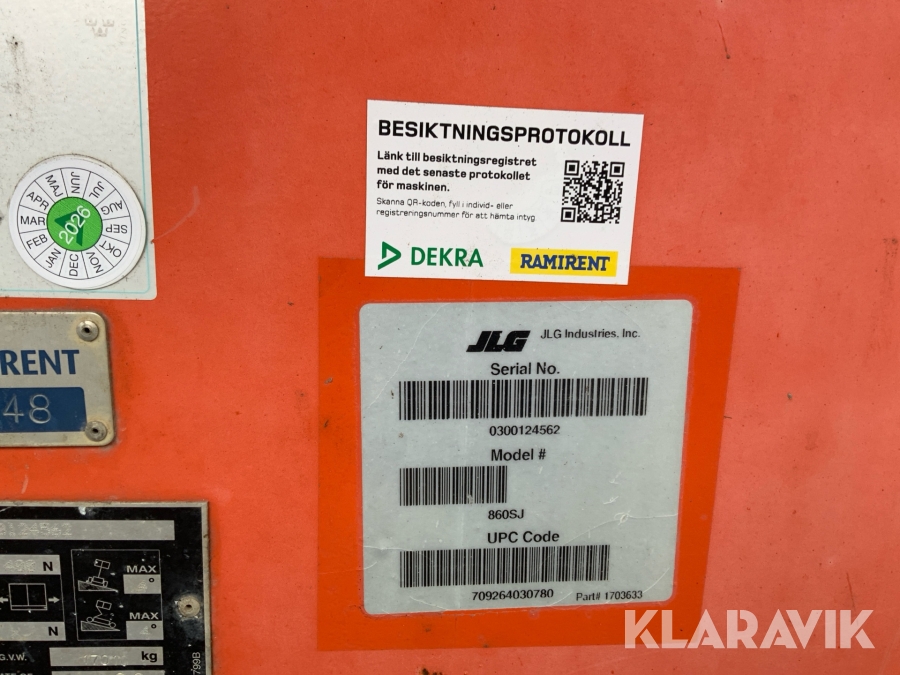 BESIKTNINGSPROTOKOLL
Länk till besiktningsregistret
med det senaste protokollet
för maskinen.
Skanna QR-koden, fyll i individ- eller
registreringsnummer för att hämta intyg
DEKRA
RAMIRENT
JAN
FEB
MAR
APR
MAJ
JUN
JUL
AUG
SEP
OKT
NOV
DEC
2026
JLG
JLG Industries, Inc.
Serial No.
0300124562
Model #
860SJ
UPC Code
709264030780
Part# 1703633
IRENT
48
N
MAX
MAX
N
G.V.W.
kg
799B
KLARAVIK